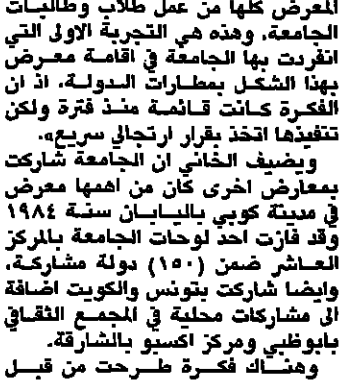 المعرض كلها من عمل طلاب وطالبات
الجامعة، وهذه هي التجربة الاولى التي
انفردت بها الجامعة في اقامة معرض
بهذا الشكل بمطارات الدولة، اذ ان
الفكرة كانت قائمة منذ فترة ولكن
تنفيذها اتخذ بقرار ارتجالي سريع».
ويضيف الخاني ان الجامعة شاركت
بمعارض اخرى كان من اهمها معرض
في مدينة كوبي باليابان سنة ١٩٨٤
وقد فازت احد لوحات الجامعة بالمركز
العاشر ضمن (١٥٠) دولة مشاركة،
وايضا شاركت بتونس والكويت اضافة
الى مشاركات محلية في المجمع الثقافي
بابوظبي ومركز اكسبو بالشارقة.
وهناك فكرة طرحت من قبل